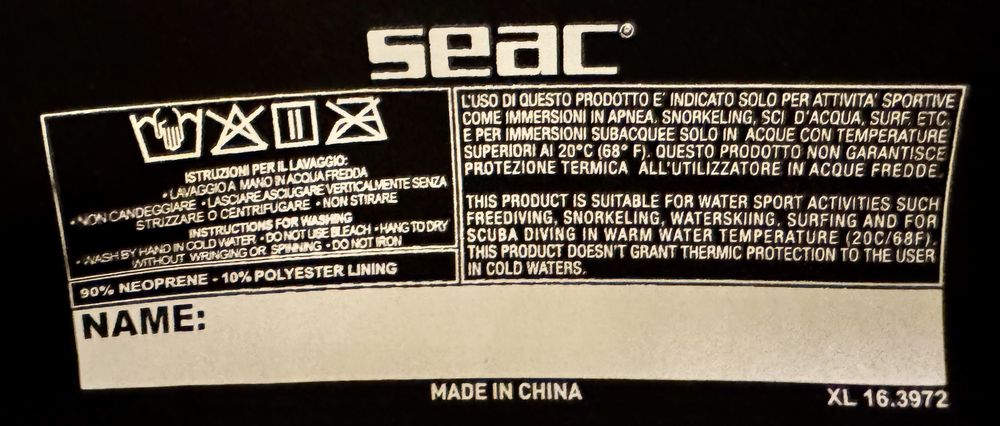 seac®
ISTRUZIONI PER IL LAVAGGIO:
• LAVAGGIO A MANO IN ACQUA FREDDA
• NON CANDEGGIARE • LASCIARE ASCIUGARE VERTICALMENTE SENZA
STRIZZARE O CENTRIFUGARE • NON STIRARE
INSTRUCTIONS FOR WASHING
• WASH BY HAND IN COLD WATER • DO NOT USE BLEACH • HANG TO DRY
WITHOUT WRINGING OR SPINNING • DO NOT IRON
90% NEOPRENE - 10% POLYESTER LINING
L'USO DI QUESTO PRODOTTO E' INDICATO SOLO PER ATTIVITA' SPORTIVE
COME IMMERSIONI IN APNEA, SNORKELING, SCI D'ACQUA, SURF, ETC.
E PER IMMERSIONI SUBACQUEE SOLO IN ACQUE CON TEMPERATURE
SUPERIORI AI 20°C (68° F). QUESTO PRODOTTO NON GARANTISCE
PROTEZIONE TERMICA ALL'UTILIZZATORE IN ACQUE FREDDE.
THIS PRODUCT IS SUITABLE FOR WATER SPORT ACTIVITIES SUCH
FREEDIVING, SNORKELING, WATERSKIING, SURFING AND FOR
SCUBA DIVING IN WARM WATER TEMPERATURE (20C/68F).
THIS PRODUCT DOESN'T GRANT THERMIC PROTECTION TO THE USER
IN COLD WATERS.
NAME:
MADE IN CHINA
XL 16.3972